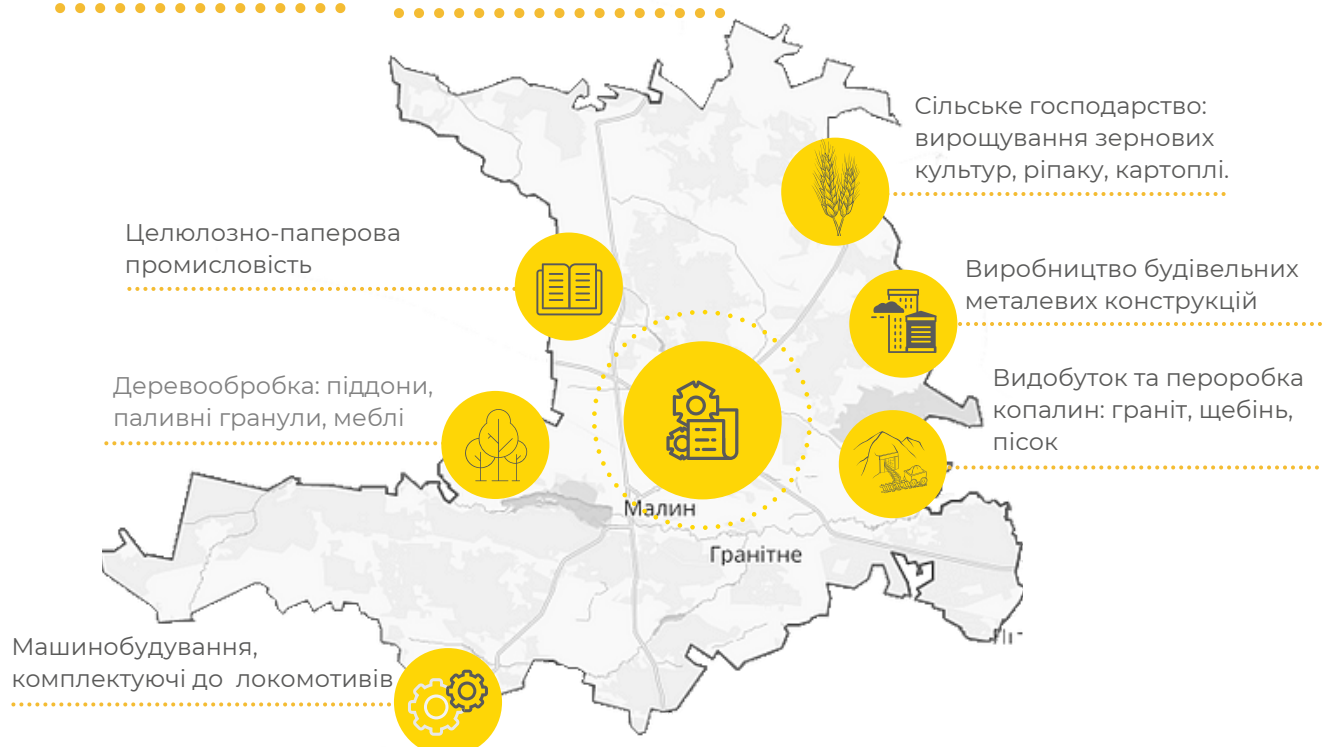 Сільське господарство:
вирощування зернових
культур, ріпаку, картоплі.
Целюлозно-паперова
промисловість
Виробництво будівельних
металевих конструкцій
Деревообробка: піддони,
паливні гранули, меблі
Видобуток та пероробка
копалин: граніт, щебінь,
пісок
Малин
Гранітне
Машинобудування,
комплектуючі до локомотивів